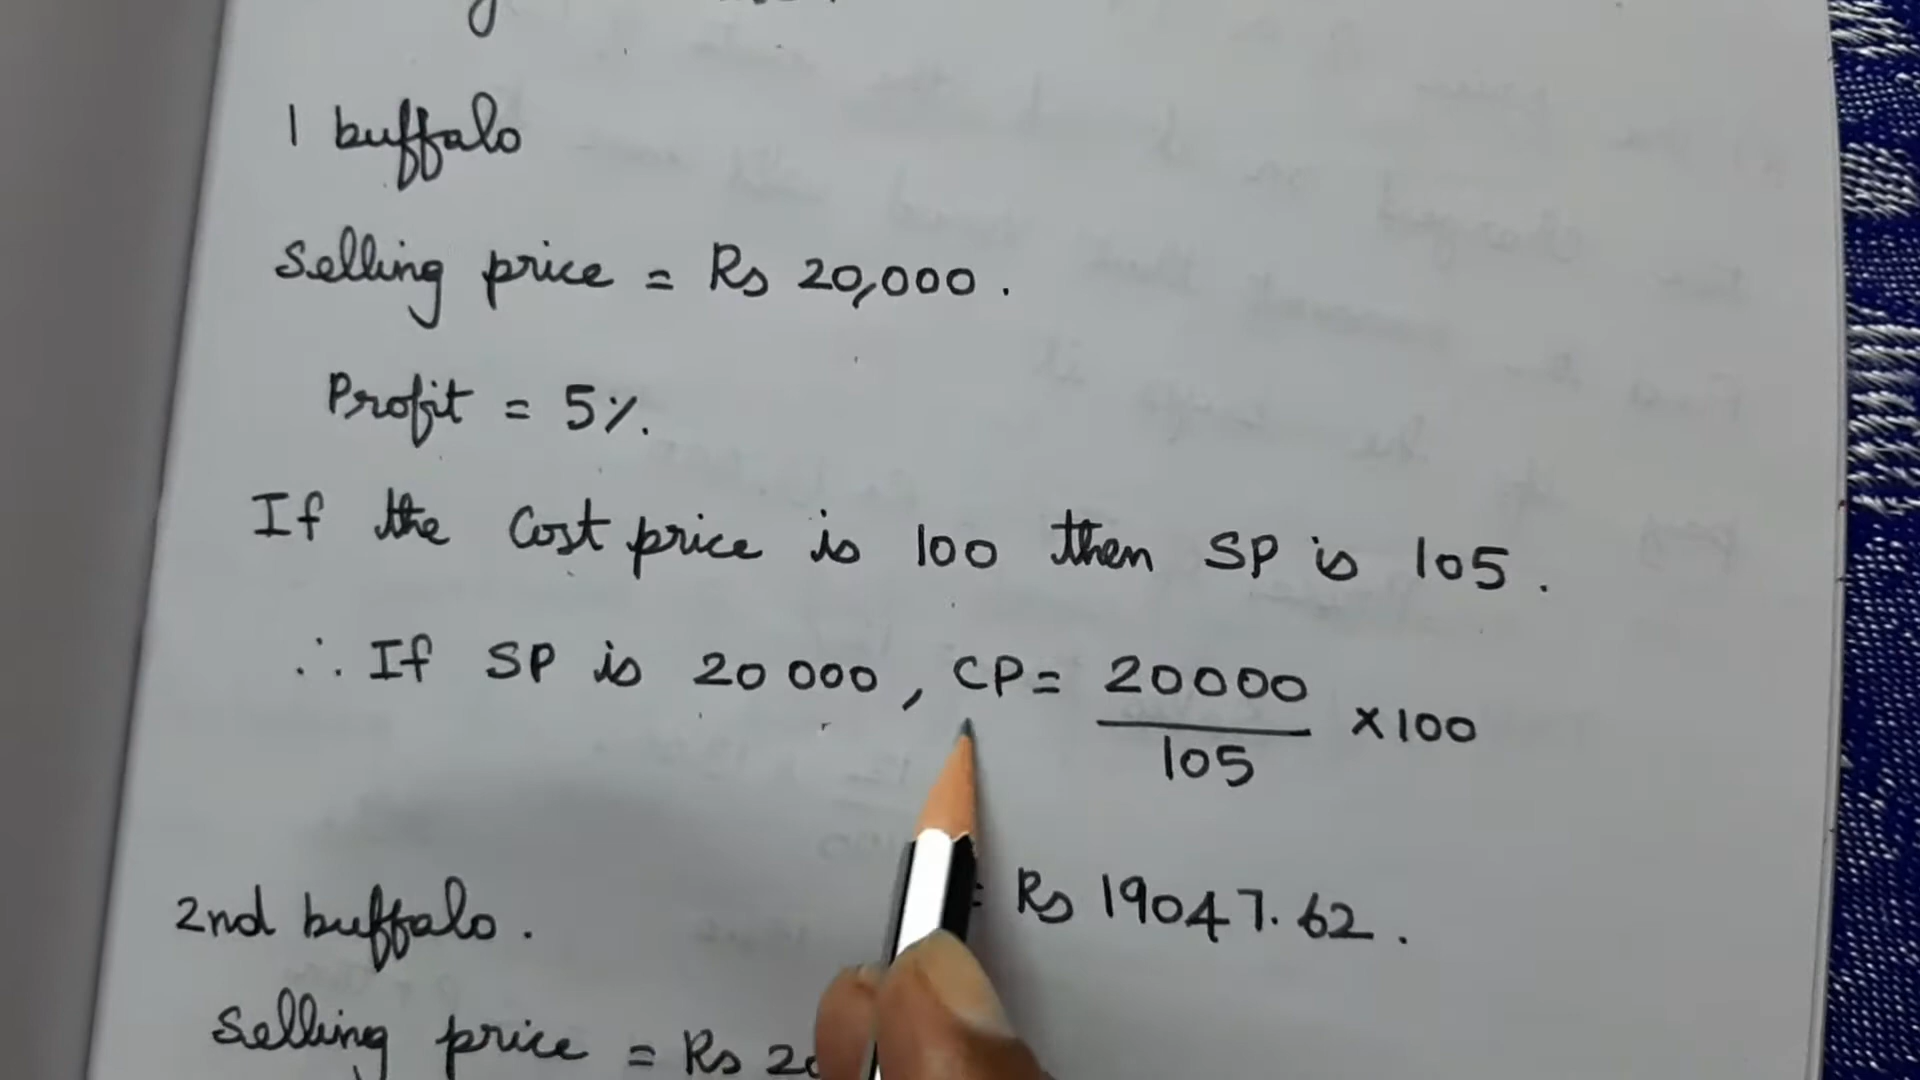 1 buffalo
Selling price = Rs 20,000.
Profit = 5%.
If the Cost price is 100 then SP is 105.
∴ If SP is 20000, CP = 20000/105 ×100
= Rs 19047.62.
2nd buffalo.
Selling price = Rs 20